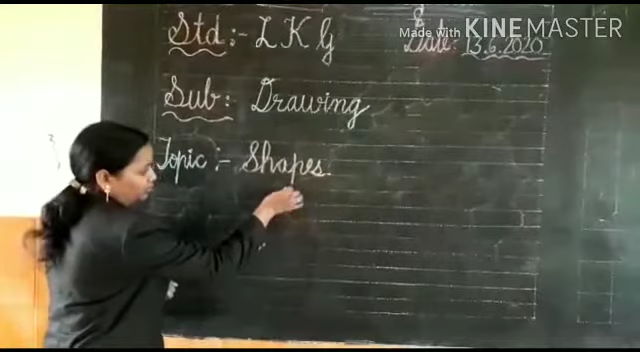 Std :- L K G
Date: 13.6.2020
Made with KINEMASTER
Sub: Drawing
Topic :- Shapes.